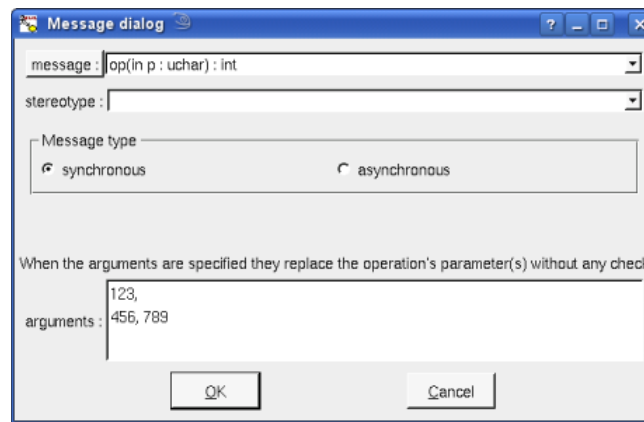 Message dialog
message : op(in p : uchar) : int
stereotype :
Message type
synchronous asynchronous
When the arguments are specified they replace the operation's parameter(s) without any check
arguments : 123,
456, 789
OK Cancel